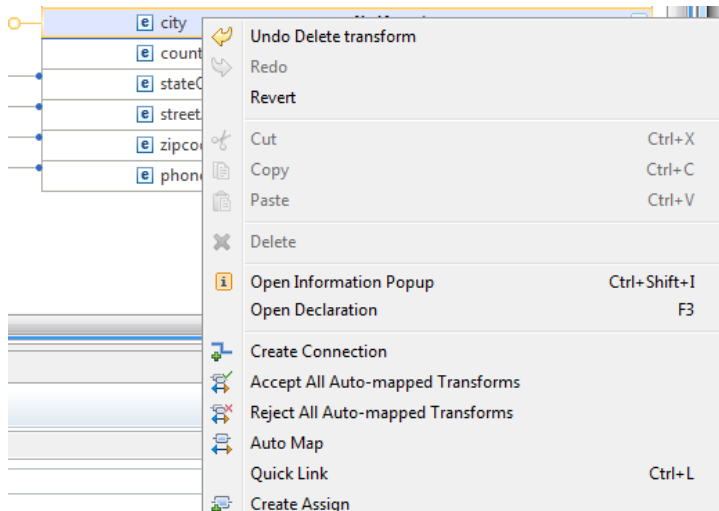 e city
e count
e state
e street
e zipco
e phon
Undo Delete transform
Redo
Revert
Cut Ctrl+X
Copy Ctrl+C
Paste Ctrl+V
Delete
i Open Information Popup Ctrl+Shift+I
Open Declaration F3
Create Connection
Accept All Auto-mapped Transforms
Reject All Auto-mapped Transforms
Auto Map
Quick Link Ctrl+L
Create Assign